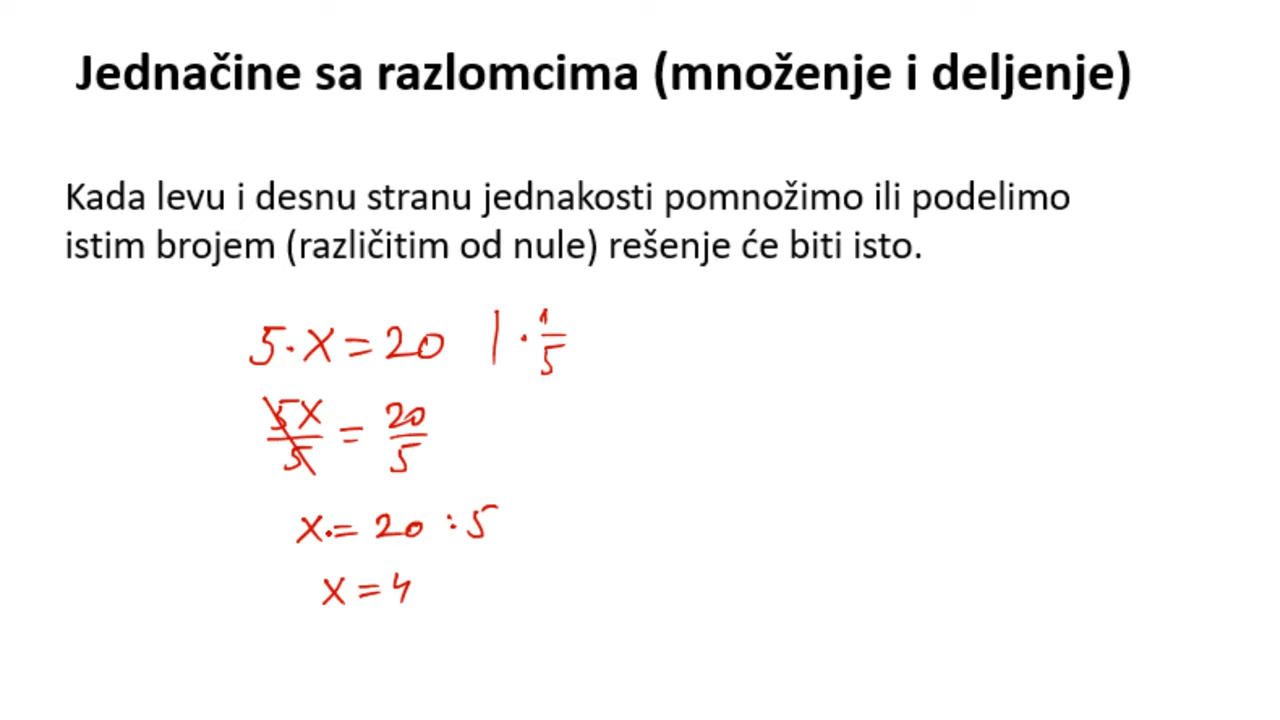 Jednačine sa razlomcima (množenje i deljenje)
Kada levu i desnu stranu jednakosti pomnožimo ili podelimo
istim brojem (različitim od nule) rešenje će biti isto.
5·x=20 |·1/5
5x/5 = 20/5
x.= 20 :5
x=4